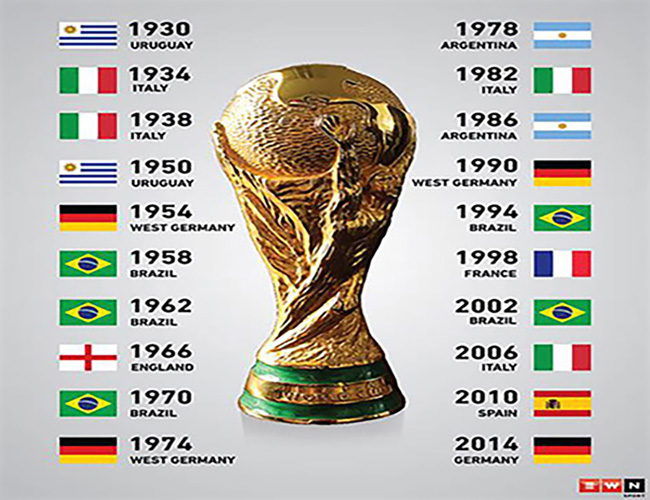 1930
URUGUAY
1934
ITALY
1938
ITALY
1950
URUGUAY
1954
WEST GERMANY
1958
BRAZIL
1962
BRAZIL
1966
ENGLAND
1970
BRAZIL
1974
WEST GERMANY
1978
ARGENTINA
1982
ITALY
1986
ARGENTINA
1990
WEST GERMANY
1994
BRAZIL
1998
FRANCE
2002
BRAZIL
2006
ITALY
2010
SPAIN
2014
GERMANY
EWN
SPORT